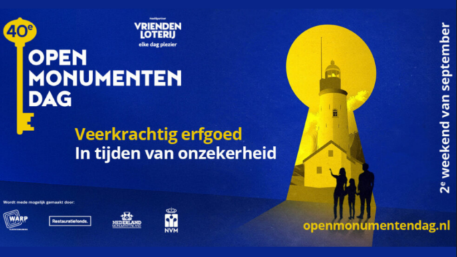 40e
OPEN
MONUMENTEN
DAG
VRIENDEN
LOTERIJ
elke dag plezier
Veerkrachtig erfgoed
In tijden van onzekerheid
2e weekend van september
Wordt mede mogelijk gemaakt door:
WARP
Restauratiefonds.
NEDERLAND
NVM
openmonumentendag.nl